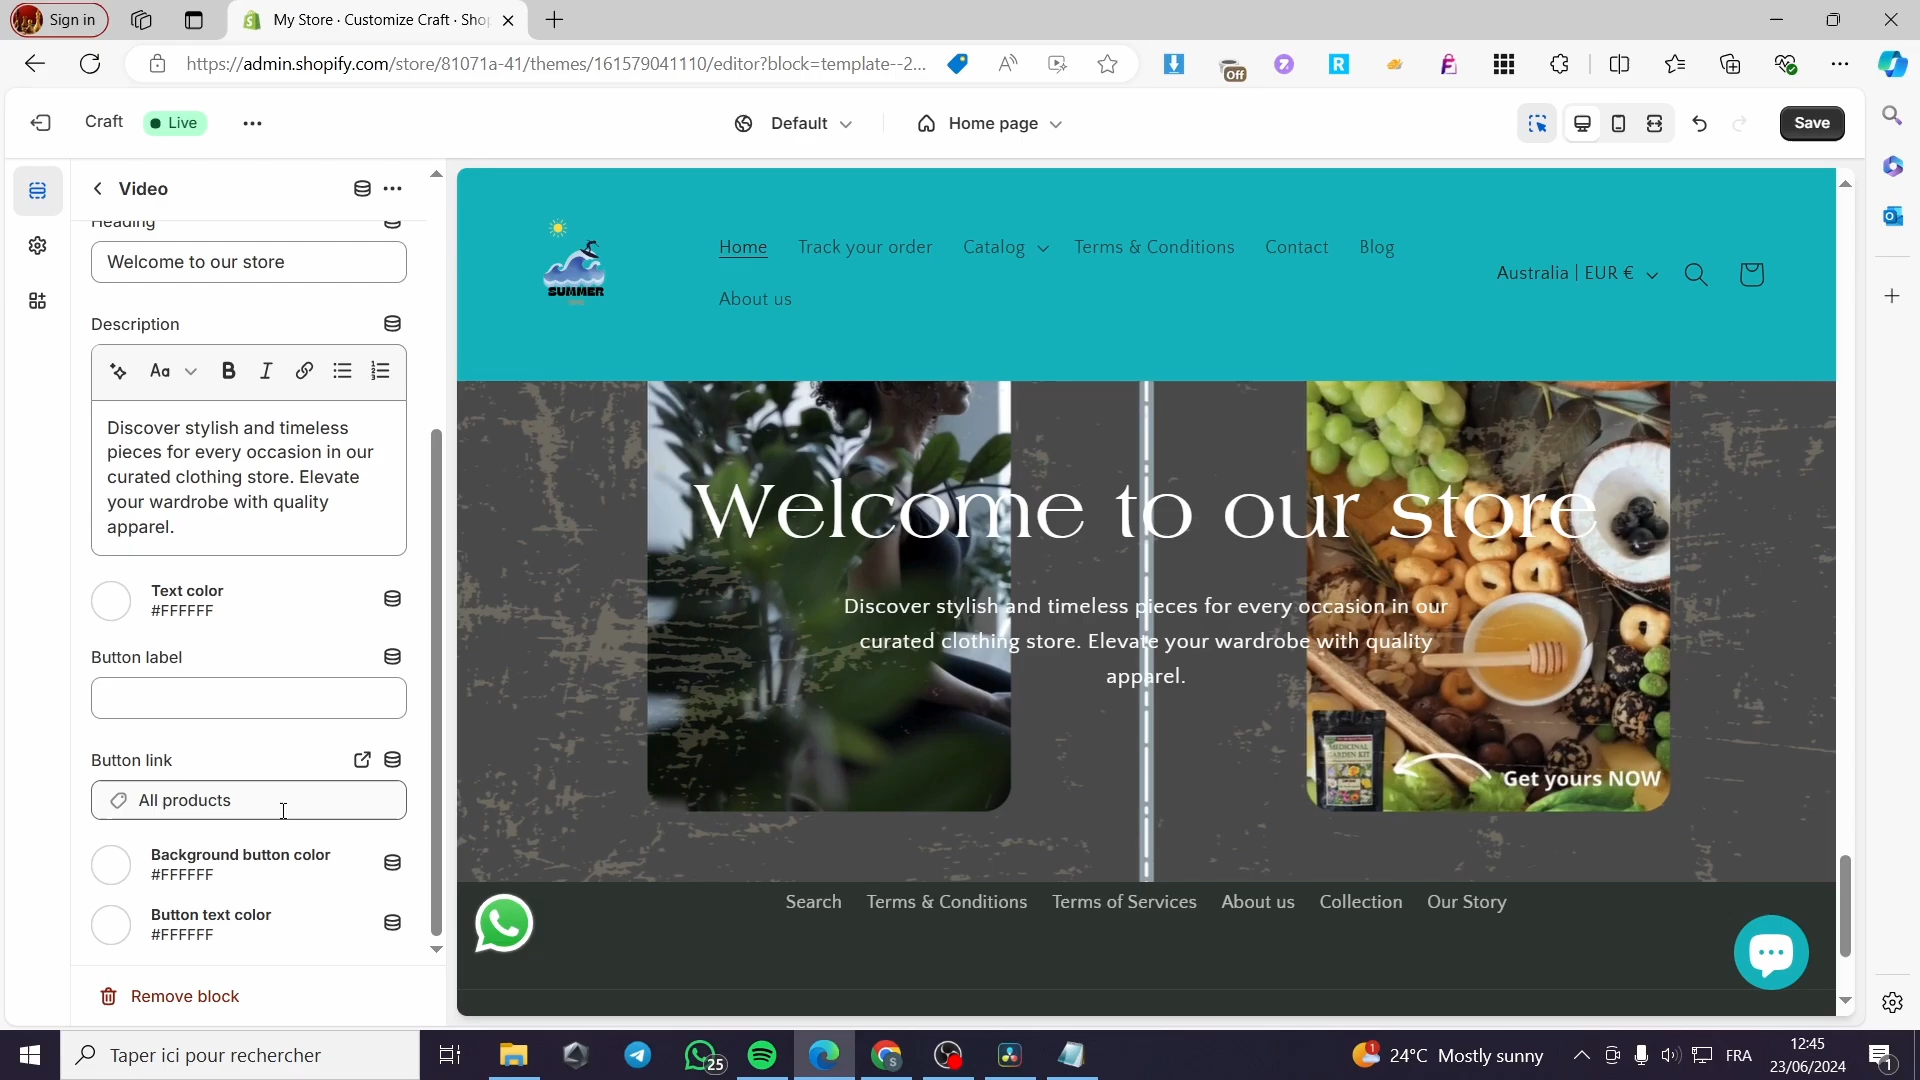 Sign in
My Store · Customize Craft · Sho
https://admin.shopify.com/store/81071a-41/themes/161579041110/editor?block=template--2...
Off
Craft
Live
Default
Home page
Save
Video
Heading
Welcome to our store
Description
Aa
B
I
Discover stylish and timeless
pieces for every occasion in our
curated clothing store. Elevate
your wardrobe with quality
apparel.
Text color
#FFFFFF
Button label
Button link
All products
Background button color
#FFFFFF
Button text color
#FFFFFF
Remove block
SUMMER
Home
Track your order
Catalog
Terms & Conditions
Contact
Blog
About us
Australia | EUR €
Welcome to our store
Discover stylish and timeless pieces for every occasion in our
curated clothing store. Elevate your wardrobe with quality
apparel.
MEDICINAL
GARDEN KIT
Get yours NOW
Search
Terms & Conditions
Terms of Services
About us
Collection
Our Story
Taper ici pour rechercher
25
1
24°C Mostly sunny
FRA
12:45
23/06/2024
1